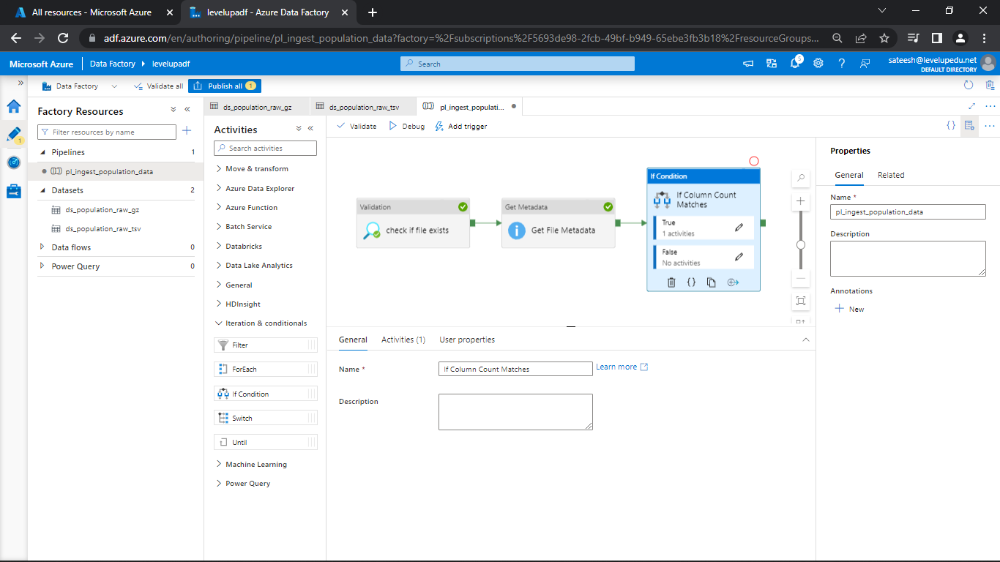 All resources - Microsoft Azure
levelupadf - Azure Data Factory
adf.azure.com/en/authoring/pipeline/pl_ingest_population_data?factory=%2Fsubscriptions%2F5693de98-2fcb-49bf-b949-65ebe3fb3b18%2FresourceGroups...
Microsoft Azure
Data Factory
levelupadf
Search
5
sateesh@levelupedu.net
DEFAULT DIRECTORY
Data Factory
Validate all
Publish all 1
1
Factory Resources
Filter resources by name
Pipelines 1
pl_ingest_population_data
Datasets 2
ds_population_raw_gz
ds_population_raw_tsv
Data flows 0
Power Query 0
ds_population_raw_gz
ds_population_raw_tsv
pl_ingest_populati...
Activities
Search activities
Move & transform
Azure Data Explorer
Azure Function
Batch Service
Databricks
Data Lake Analytics
General
HDInsight
Iteration & conditionals
Filter
ForEach
If Condition
Switch
Until
Machine Learning
Power Query
Validate
Debug
Add trigger
Validation
check if file exists
Get Metadata
Get File Metadata
If Condition
If Column Count
Matches
True
1 activities
False
No activities
General
Activities (1)
User properties
Name *
If Column Count Matches
Learn more
Description
Properties
General
Related
Name *
pl_ingest_population_data
Description
Annotations
New